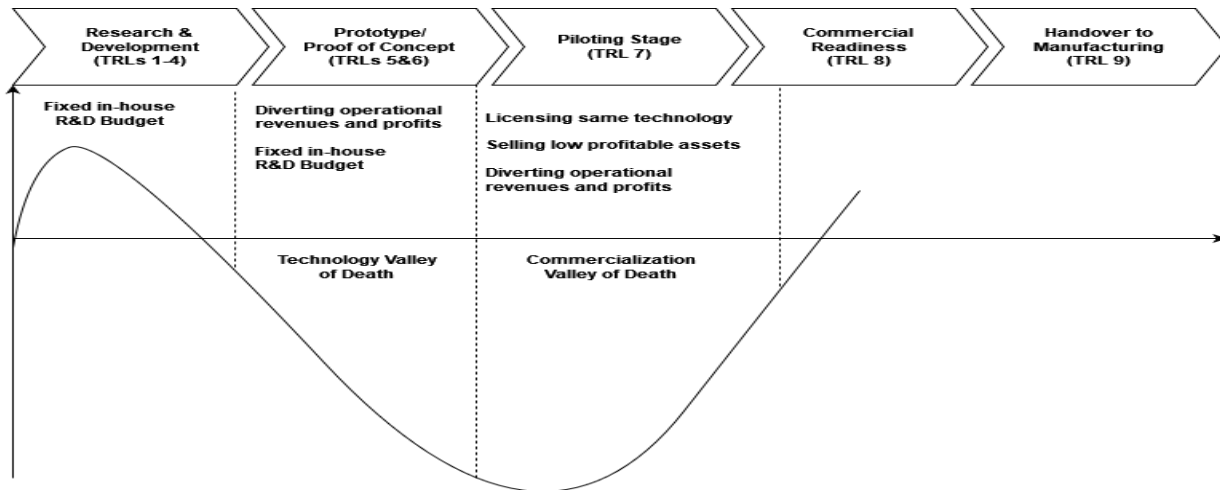 Research &
Development
(TRLs 1-4)
Prototype/
Proof of Concept
(TRLs 5&6)
Piloting Stage
(TRL 7)
Commercial
Readiness
(TRL 8)
Handover to
Manufacturing
(TRL 9)
Fixed in-house
R&D Budget
Diverting operational
revenues and profits
Fixed in-house
R&D Budget
Licensing same technology
Selling low profitable assets
Diverting operational
revenues and profits
Technology Valley
of Death
Commercialization
Valley of Death